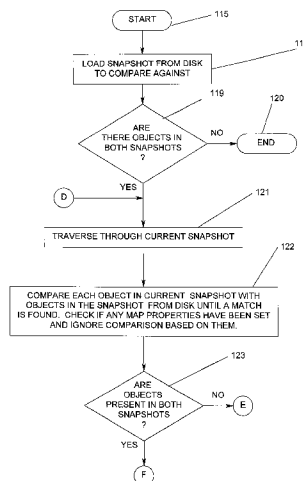 START
115
11
LOAD SNAPSHOT FROM DISK
TO COMPARE AGAINST
119
ARE
THERE OBJECTS IN
BOTH SNAPSHOTS
?
NO
120
END
YES
D
121
TRAVERSE THROUGH CURRENT SNAPSHOT
122
COMPARE EACH OBJECT IN CURRENT SNAPSHOT WITH
OBJECTS IN THE SNAPSHOT FROM DISK UNTIL A MATCH
IS FOUND. CHECK IF ANY MAP PROPERTIES HAVE BEEN SET
AND IGNORE COMPARISON BASED ON THEM.
123
ARE
OBJECTS
PRESENT IN BOTH
SNAPSHOTS
?
NO
E
YES
F